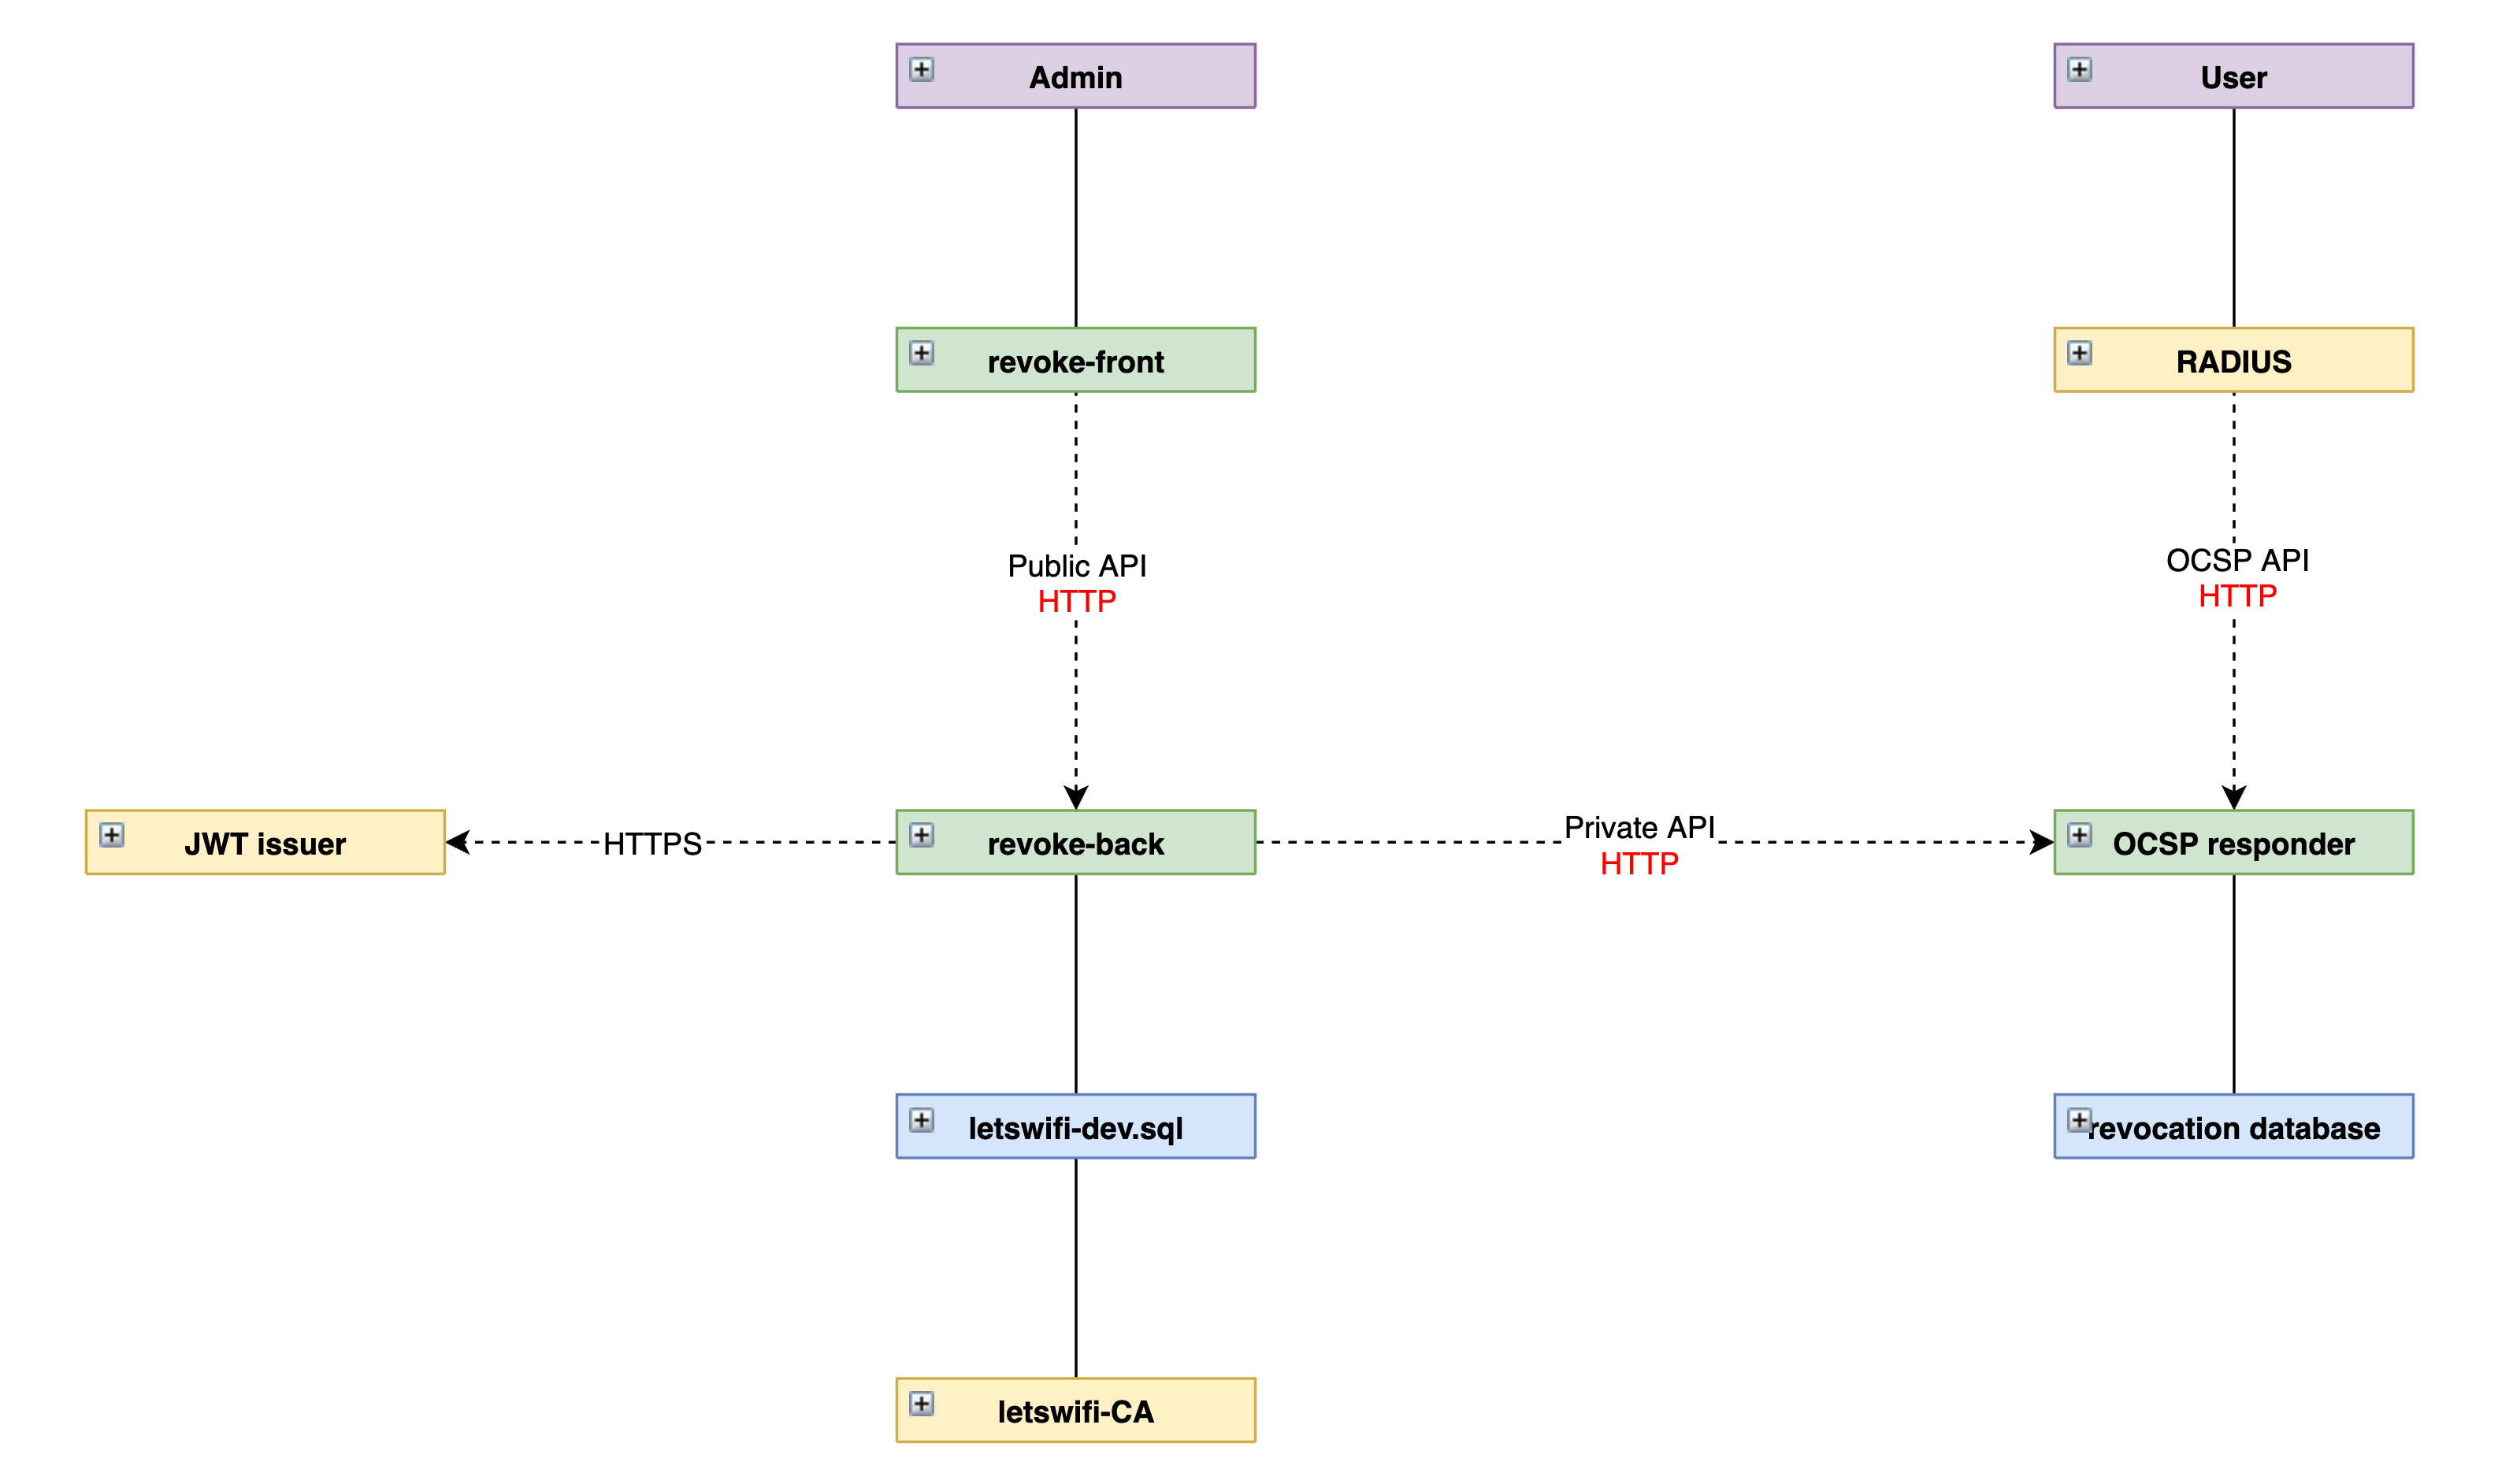 Admin
User
revoke-front
RADIUS
Public API
HTTP
OCSP API
HTTP
JWT issuer
HTTPS
revoke-back
Private API
HTTP
OCSP responder
letswifi-dev.sql
revocation database
letswifi-CA